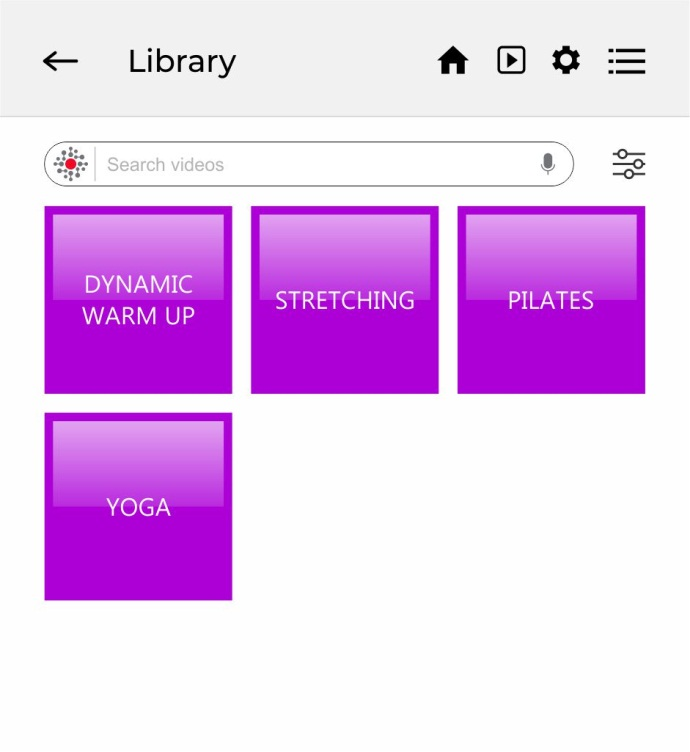 Library
Search videos
DYNAMIC
WARM UP
STRETCHING
PILATES
YOGA